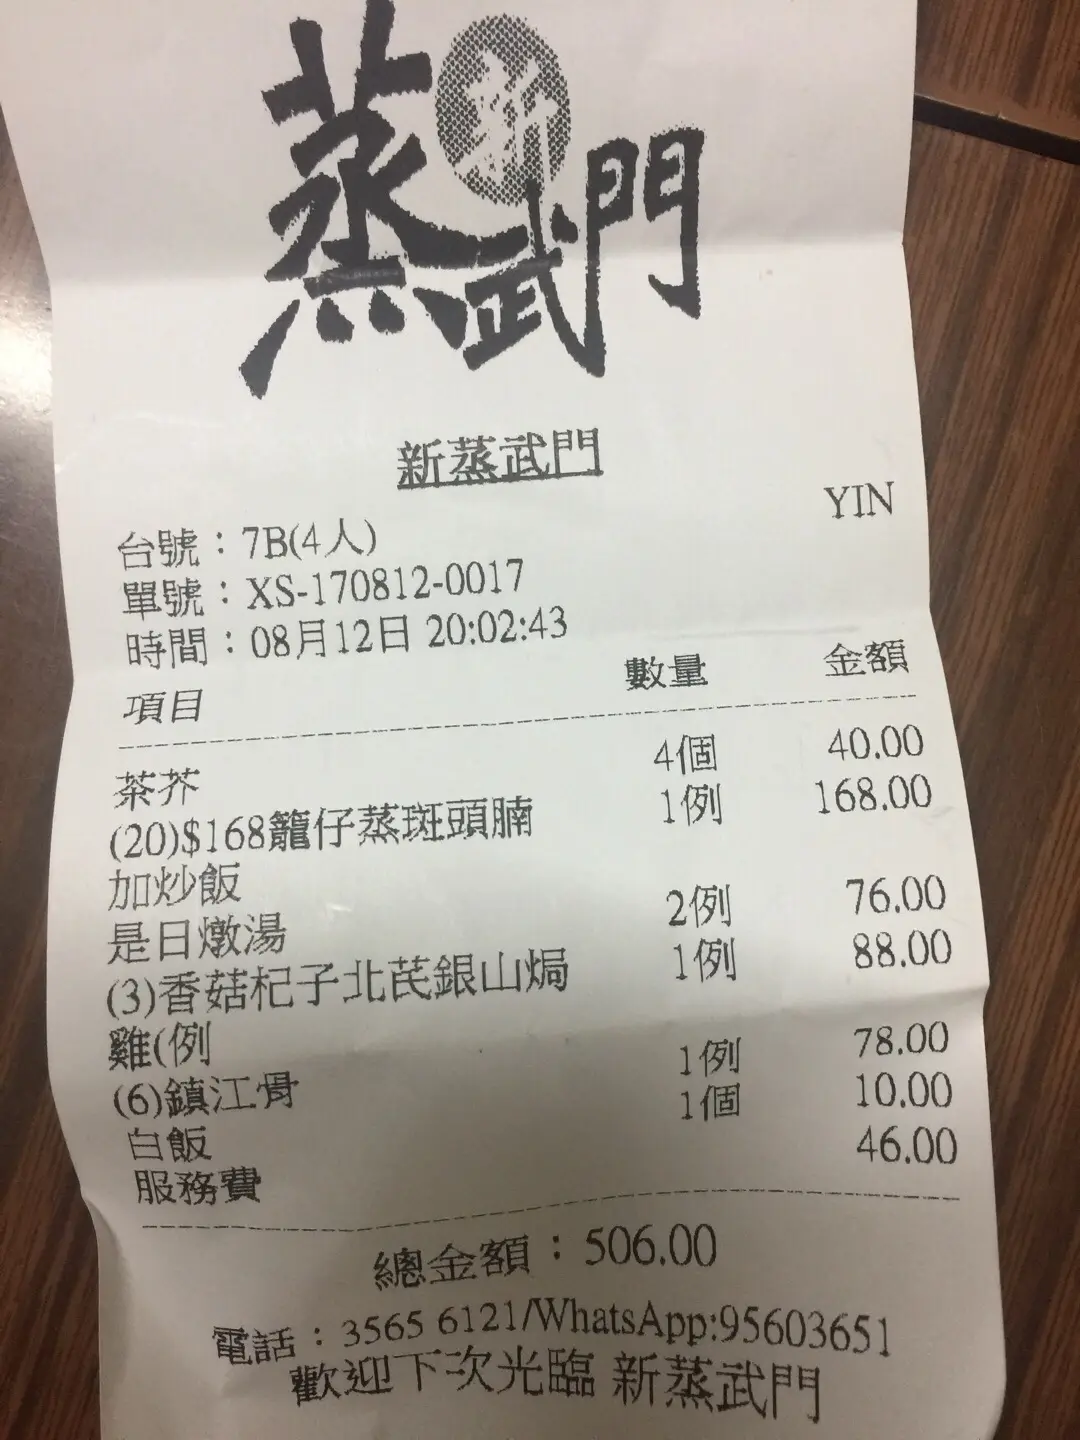 蒸新武門
新蒸武門
YIN
台號：7B(4人)
單號：XS-170812-0017
時間：08月12日 20:02:43
項目 數量 金額
茶芥 4個 40.00
(20)$168籠仔蒸斑頭腩 1例 168.00
加炒飯
是日燉湯 2例 76.00
(3)香菇杞子北芪銀山焗 1例 88.00
雞(例
(6)鎮江骨 1例 78.00
白飯 1個 10.00
服務費 46.00
總金額：506.00
電話：3565 6121/WhatsApp:95603651
歡迎下次光臨 新蒸武門